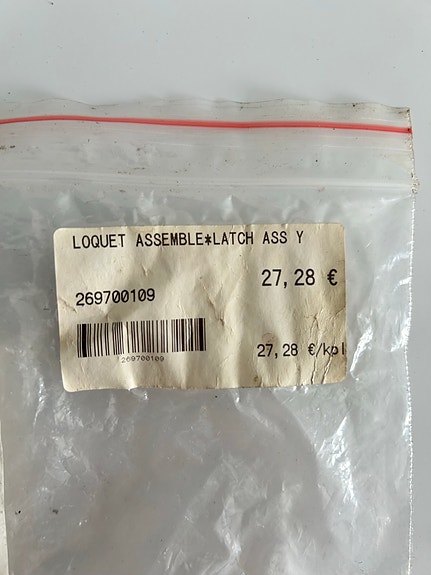 LOQUET ASSEMBLE*LATCH ASS Y
27,28 €
269700109
269700109
27,28 €/kpl